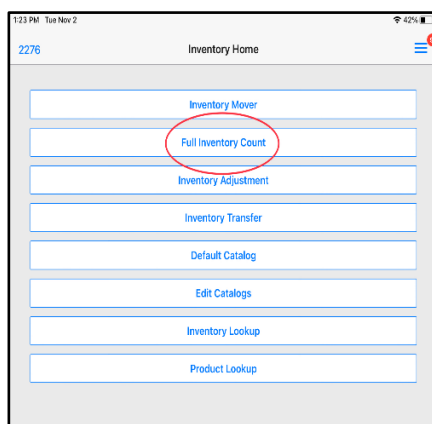 1:23 PM Tue Nov 2 42%
2276 Inventory Home
Inventory Mover
Full Inventory Count
Inventory Adjustment
Inventory Transfer
Default Catalog
Edit Catalogs
Inventory Lookup
Product Lookup